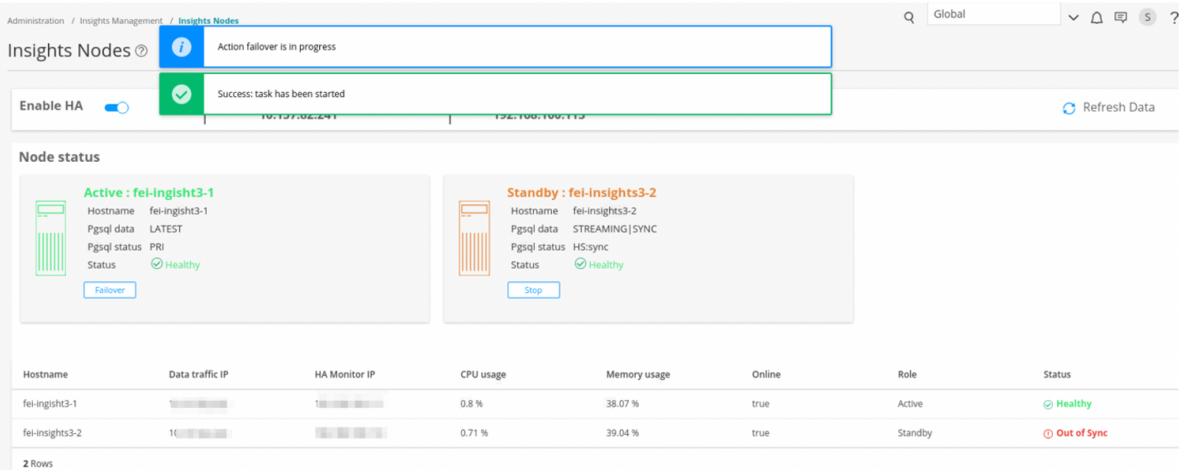 Administration / Insights Management / Insights Nodes
Global
S
?
Insights Nodes ?
i Action failover is in progress
Success: task has been started
Enable HA
Refresh Data
Node status
Active : fei-ingisht3-1
Hostname fei-ingisht3-1
Pgsql data LATEST
Pgsql status PRI
Status Healthy
Failover
Standby : fei-insights3-2
Hostname fei-insights3-2
Pgsql data STREAMING|SYNC
Pgsql status HS:sync
Status Healthy
Stop
Hostname Data traffic IP HA Monitor IP CPU usage Memory usage Online Role Status
fei-ingisht3-1 0.8 % 38.07 % true Active Healthy
fei-insights3-2 0.71 % 39.04 % true Standby Out of Sync
2 Rows